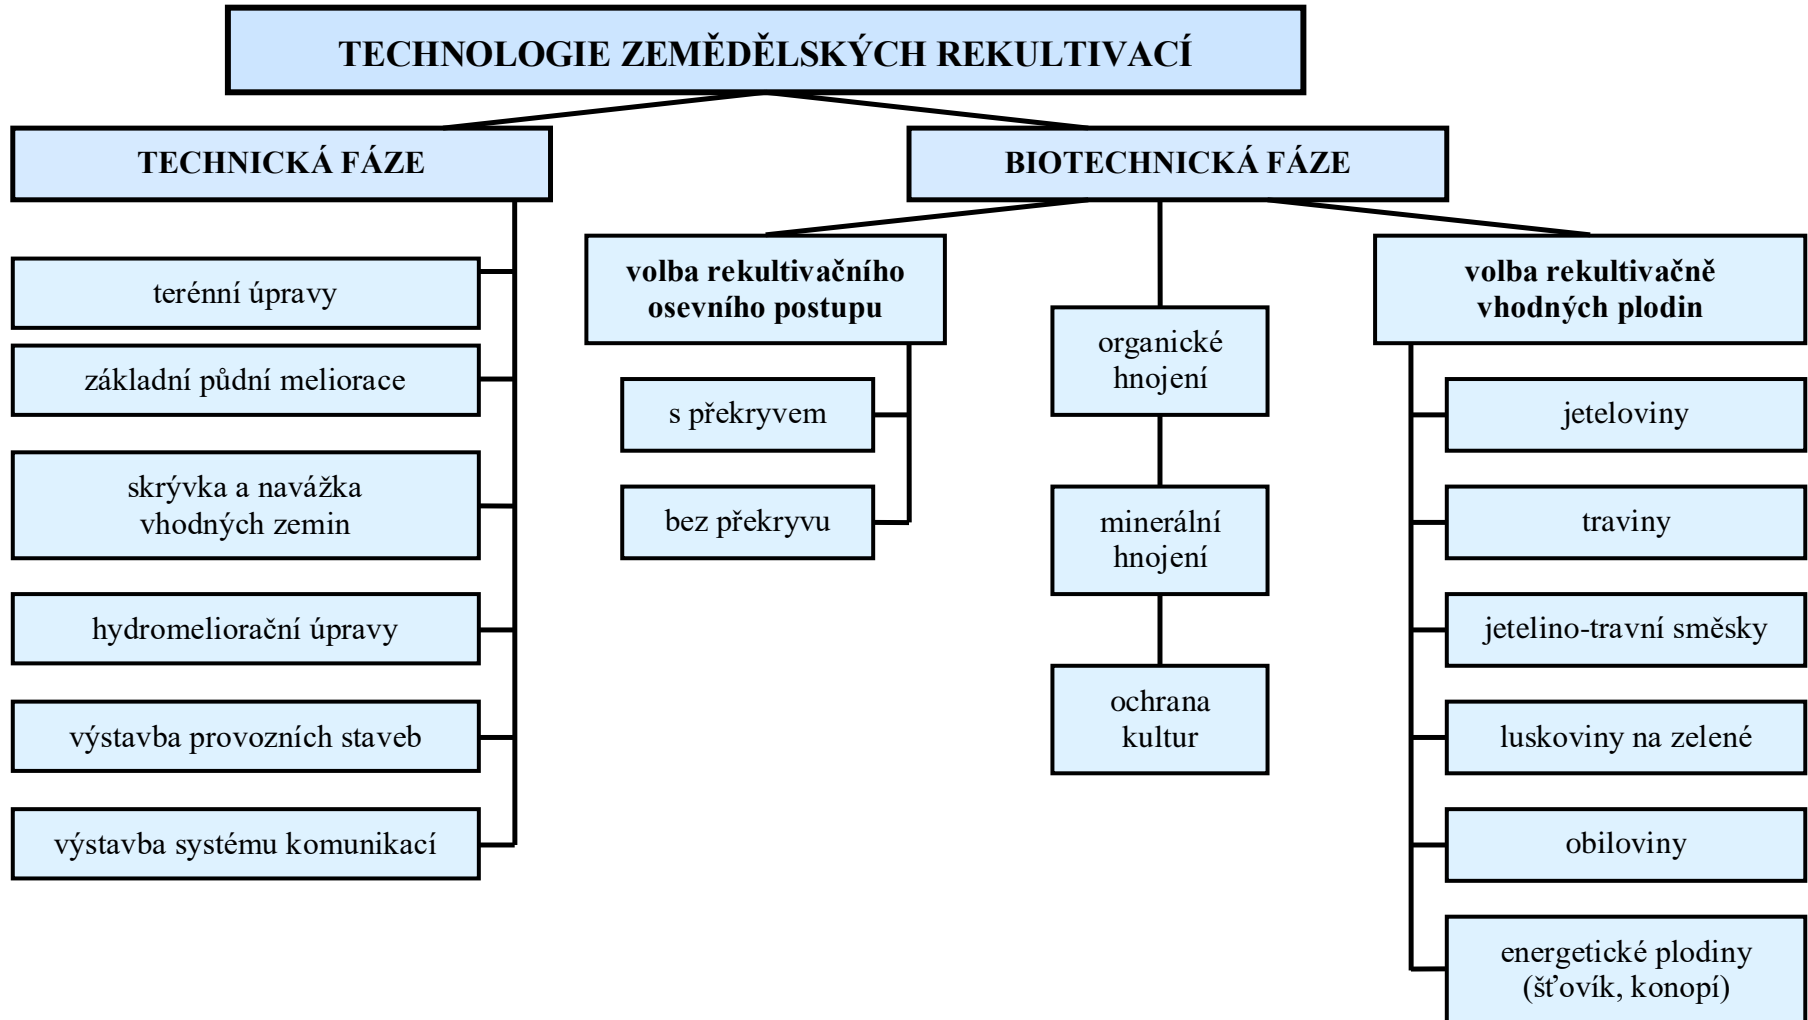 TECHNOLOGIE ZEMĚDĚLSKÝCH REKULTIVACÍ
TECHNICKÁ FÁZE
terénní úpravy
základní půdní meliorace
skrývka a navážka
vhodných zemin
hydromeliorační úpravy
výstavba provozních staveb
výstavba systému komunikací
BIOTECHNICKÁ FÁZE
volba rekultivačního
osevního postupu
s překryvem
bez překryvu
organické
hnojení
minerální
hnojení
ochrana
kultur
volba rekultivačně
vhodných plodin
jeteloviny
traviny
jetelino-travní směsky
luskoviny na zelené
obiloviny
energetické plodiny
(šťovík, konopí)